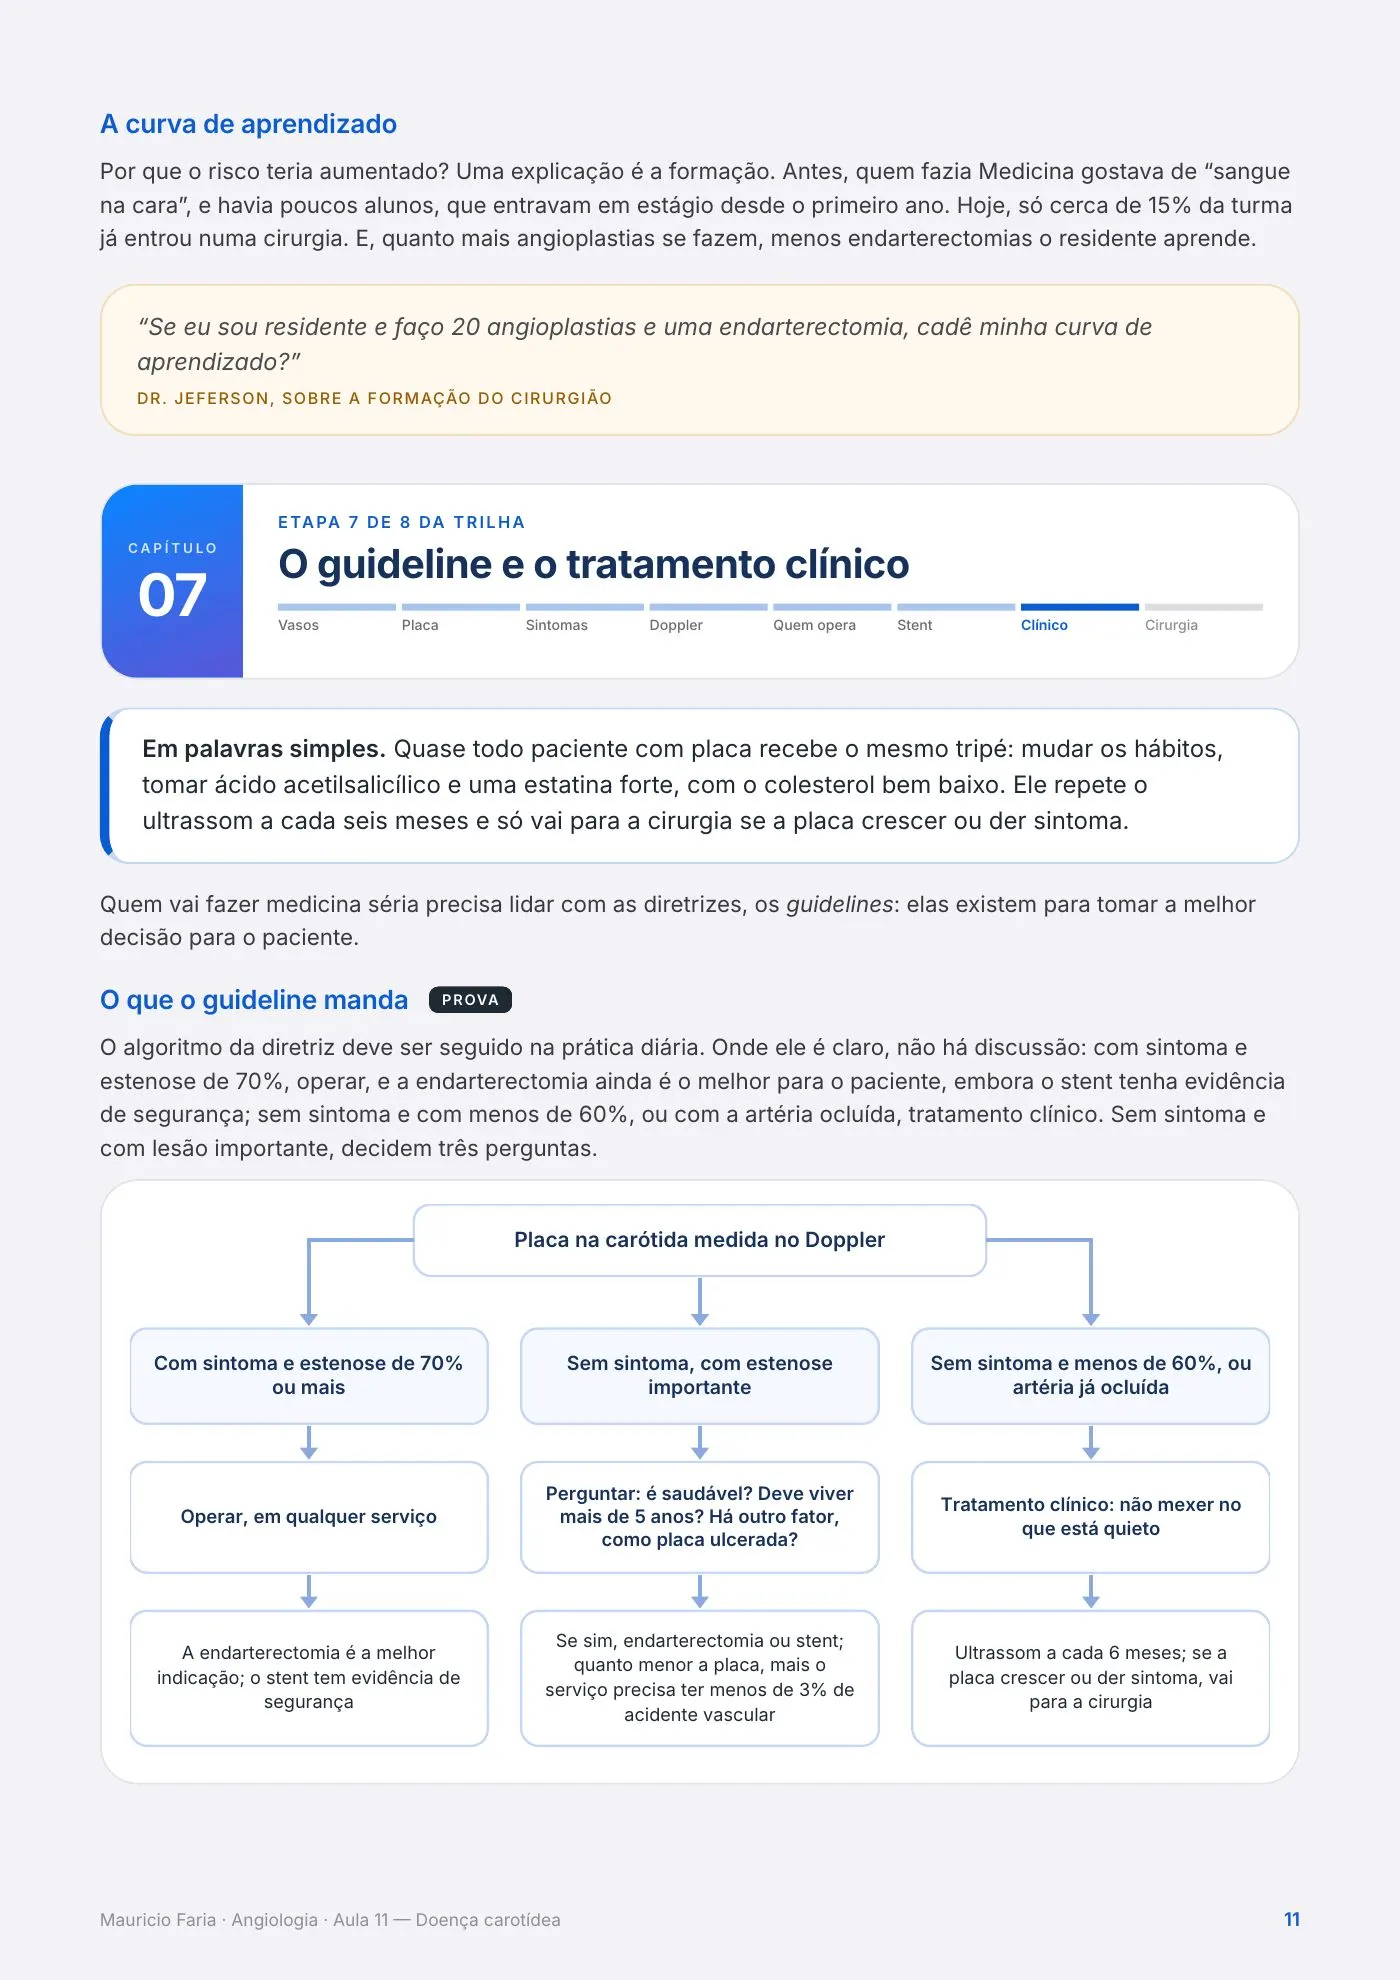 A curva de aprendizado
Por que o risco teria aumentado? Uma explicação é a formação. Antes, quem fazia Medicina gostava de “sangue
na cara”, e havia poucos alunos, que entravam em estágio desde o primeiro ano. Hoje, só cerca de 15% da turma
já entrou numa cirurgia. E, quanto mais angioplastias se fazem, menos endarterectomias o residente aprende.
“Se eu sou residente e faço 20 angioplastias e uma endarterectomia, cadê minha curva de
aprendizado?”
DR. JEFERSON, SOBRE A FORMAÇÃO DO CIRURGIÃO
CAPÍTULO
07
ETAPA 7 DE 8 DA TRILHA
O guideline e o tratamento clínico
Vasos
Placa
Sintomas
Doppler
Quem opera
Stent
Clínico
Cirurgia
Em palavras simples. Quase todo paciente com placa recebe o mesmo tripé: mudar os hábitos,
tomar ácido acetilsalicílico e uma estatina forte, com o colesterol bem baixo. Ele repete o
ultrassom a cada seis meses e só vai para a cirurgia se a placa crescer ou der sintoma.
Quem vai fazer medicina séria precisa lidar com as diretrizes, os guidelines: elas existem para tomar a melhor
decisão para o paciente.
O que o guideline manda PROVA
O algoritmo da diretriz deve ser seguido na prática diária. Onde ele é claro, não há discussão: com sintoma e
estenose de 70%, operar, e a endarterectomia ainda é o melhor para o paciente, embora o stent tenha evidência
de segurança; sem sintoma e com menos de 60%, ou com a artéria ocluída, tratamento clínico. Sem sintoma e
com lesão importante, decidem três perguntas.
Placa na carótida medida no Doppler
Com sintoma e estenose de 70%
ou mais
Sem sintoma, com estenose
importante
Sem sintoma e menos de 60%, ou
artéria já ocluída
Operar, em qualquer serviço
Perguntar: é saudável? Deve viver
mais de 5 anos? Há outro fator,
como placa ulcerada?
Tratamento clínico: não mexer no
que está quieto
A endarterectomia é a melhor
indicação; o stent tem evidência de
segurança
Se sim, endarterectomia ou stent;
quanto menor a placa, mais o
serviço precisa ter menos de 3% de
acidente vascular
Ultrassom a cada 6 meses; se a
placa crescer ou der sintoma, vai
para a cirurgia
Mauricio Faria · Angiologia · Aula 11 — Doença carotídea
11